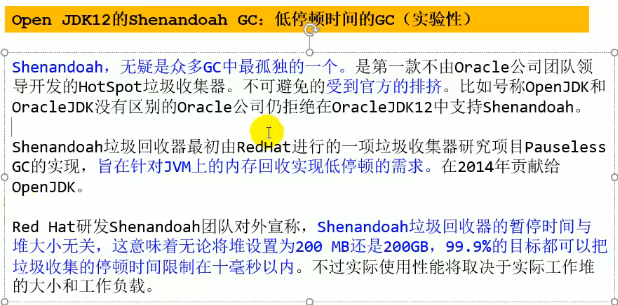 Open JDK12的Shenandoah GC：低停顿时间的GC（实验性）
Shenandoah，无疑是众多GC中最孤独的一个。是第一款不由Oracle公司团队领
导开发的HotSpot垃圾收集器。不可避免的受到官方的排挤。比如号称OpenJDK和
OracleJDK没有区别的Oracle公司仍拒绝在OracleJDK12中支持Shenandoah。
Shenandoah垃圾回收器最初由RedHat进行的一项垃圾收集器研究项目Pauseless
GC的实现，旨在针对JVM上的内存回收实现低停顿的需求。在2014年贡献给
OpenJDK。
Red Hat研发Shenandoah团队对外宣称，Shenandoah垃圾回收器的暂停时间与
堆大小无关，这意味着无论将堆设置为200 MB还是200GB，99.9%的目标都可以把
垃圾收集的停顿时间限制在十毫秒以内。不过实际使用性能将取决于实际工作堆
的大小和工作负载。